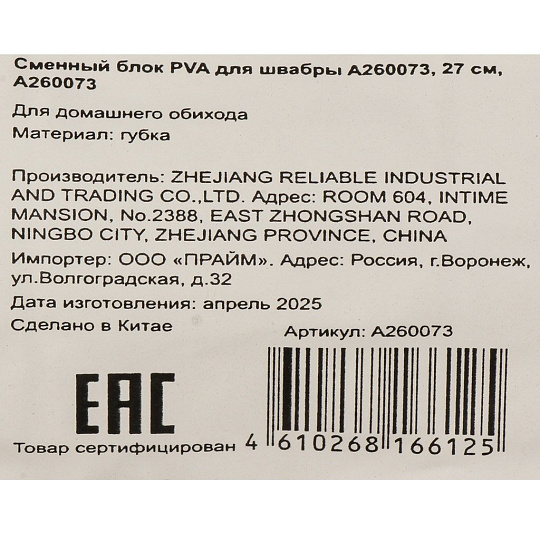 Сменный блок PVA для швабры A260073, 27 см,
A260073
Для домашнего обихода
Материал: губка
Производитель: ZHEJIANG RELIABLE INDUSTRIAL
AND TRADING CO.,LTD. Адрес: ROOM 604, INTIME
MANSION, No.2388, EAST ZHONGSHAN ROAD,
NINGBO CITY, ZHEJIANG PROVINCE, CHINA
Импортер: ООО «ПРАЙМ». Адрес: Россия, г.Воронеж,
ул.Волгоградская, д.32
Дата изготовления: апрель 2025
Сделано в Китае
Артикул: A260073
EAC
Товар сертифицирован
4 610268 166125